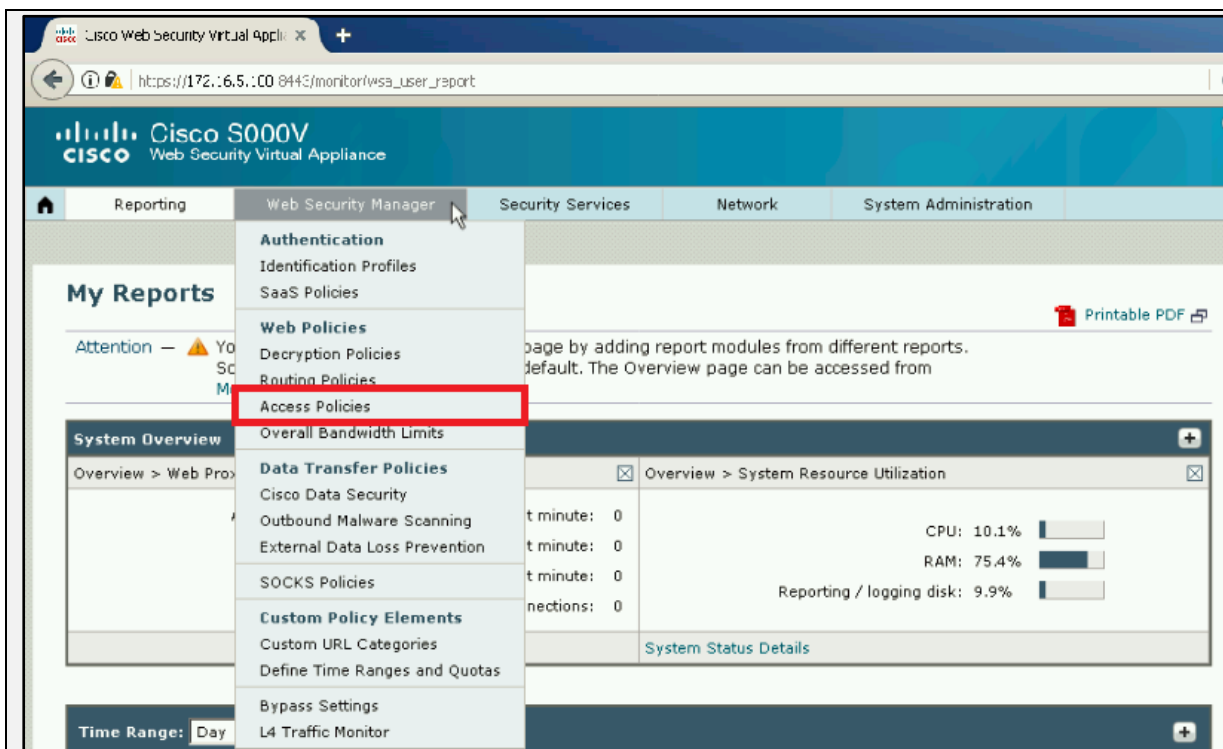 Cisco Web Security Virtual Appli
https://172.16.5.100:8443/monitor/wsa_user_report
Cisco S000V
CISCO Web Security Virtual Appliance
Reporting Web Security Manager Security Services Network System Administration
Authentication
Identification Profiles
SaaS Policies
My Reports
Printable PDF
Web Policies
Attention — Yo page by adding report modules from different reports.
Decryption Policies
So default. The Overview page can be accessed from
Routing Policies
Access Policies
Overall Bandwidth Limits
System Overview
Data Transfer Policies
Overview > Web Prox Overview > System Resource Utilization
Cisco Data Security
Outbound Malware Scanning
External Data Loss Prevention
t minute: 0
t minute: 0
t minute: 0
nections: 0
CPU: 10.1%
RAM: 75.4%
Reporting / logging disk: 9.9%
SOCKS Policies
Custom Policy Elements
Custom URL Categories
System Status Details
Define Time Ranges and Quotas
Bypass Settings
Time Range: Day
L4 Traffic Monitor